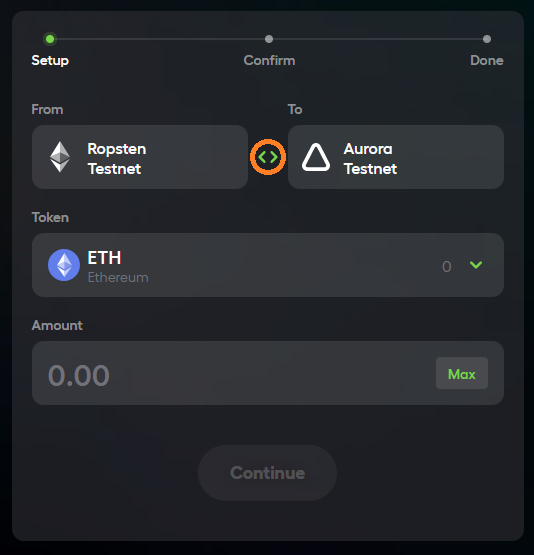 Setup
Confirm
Done
From
To
Ropsten
Testnet
Aurora
Testnet
Token
ETH
Ethereum
0
Amount
0.00
Max
Continue